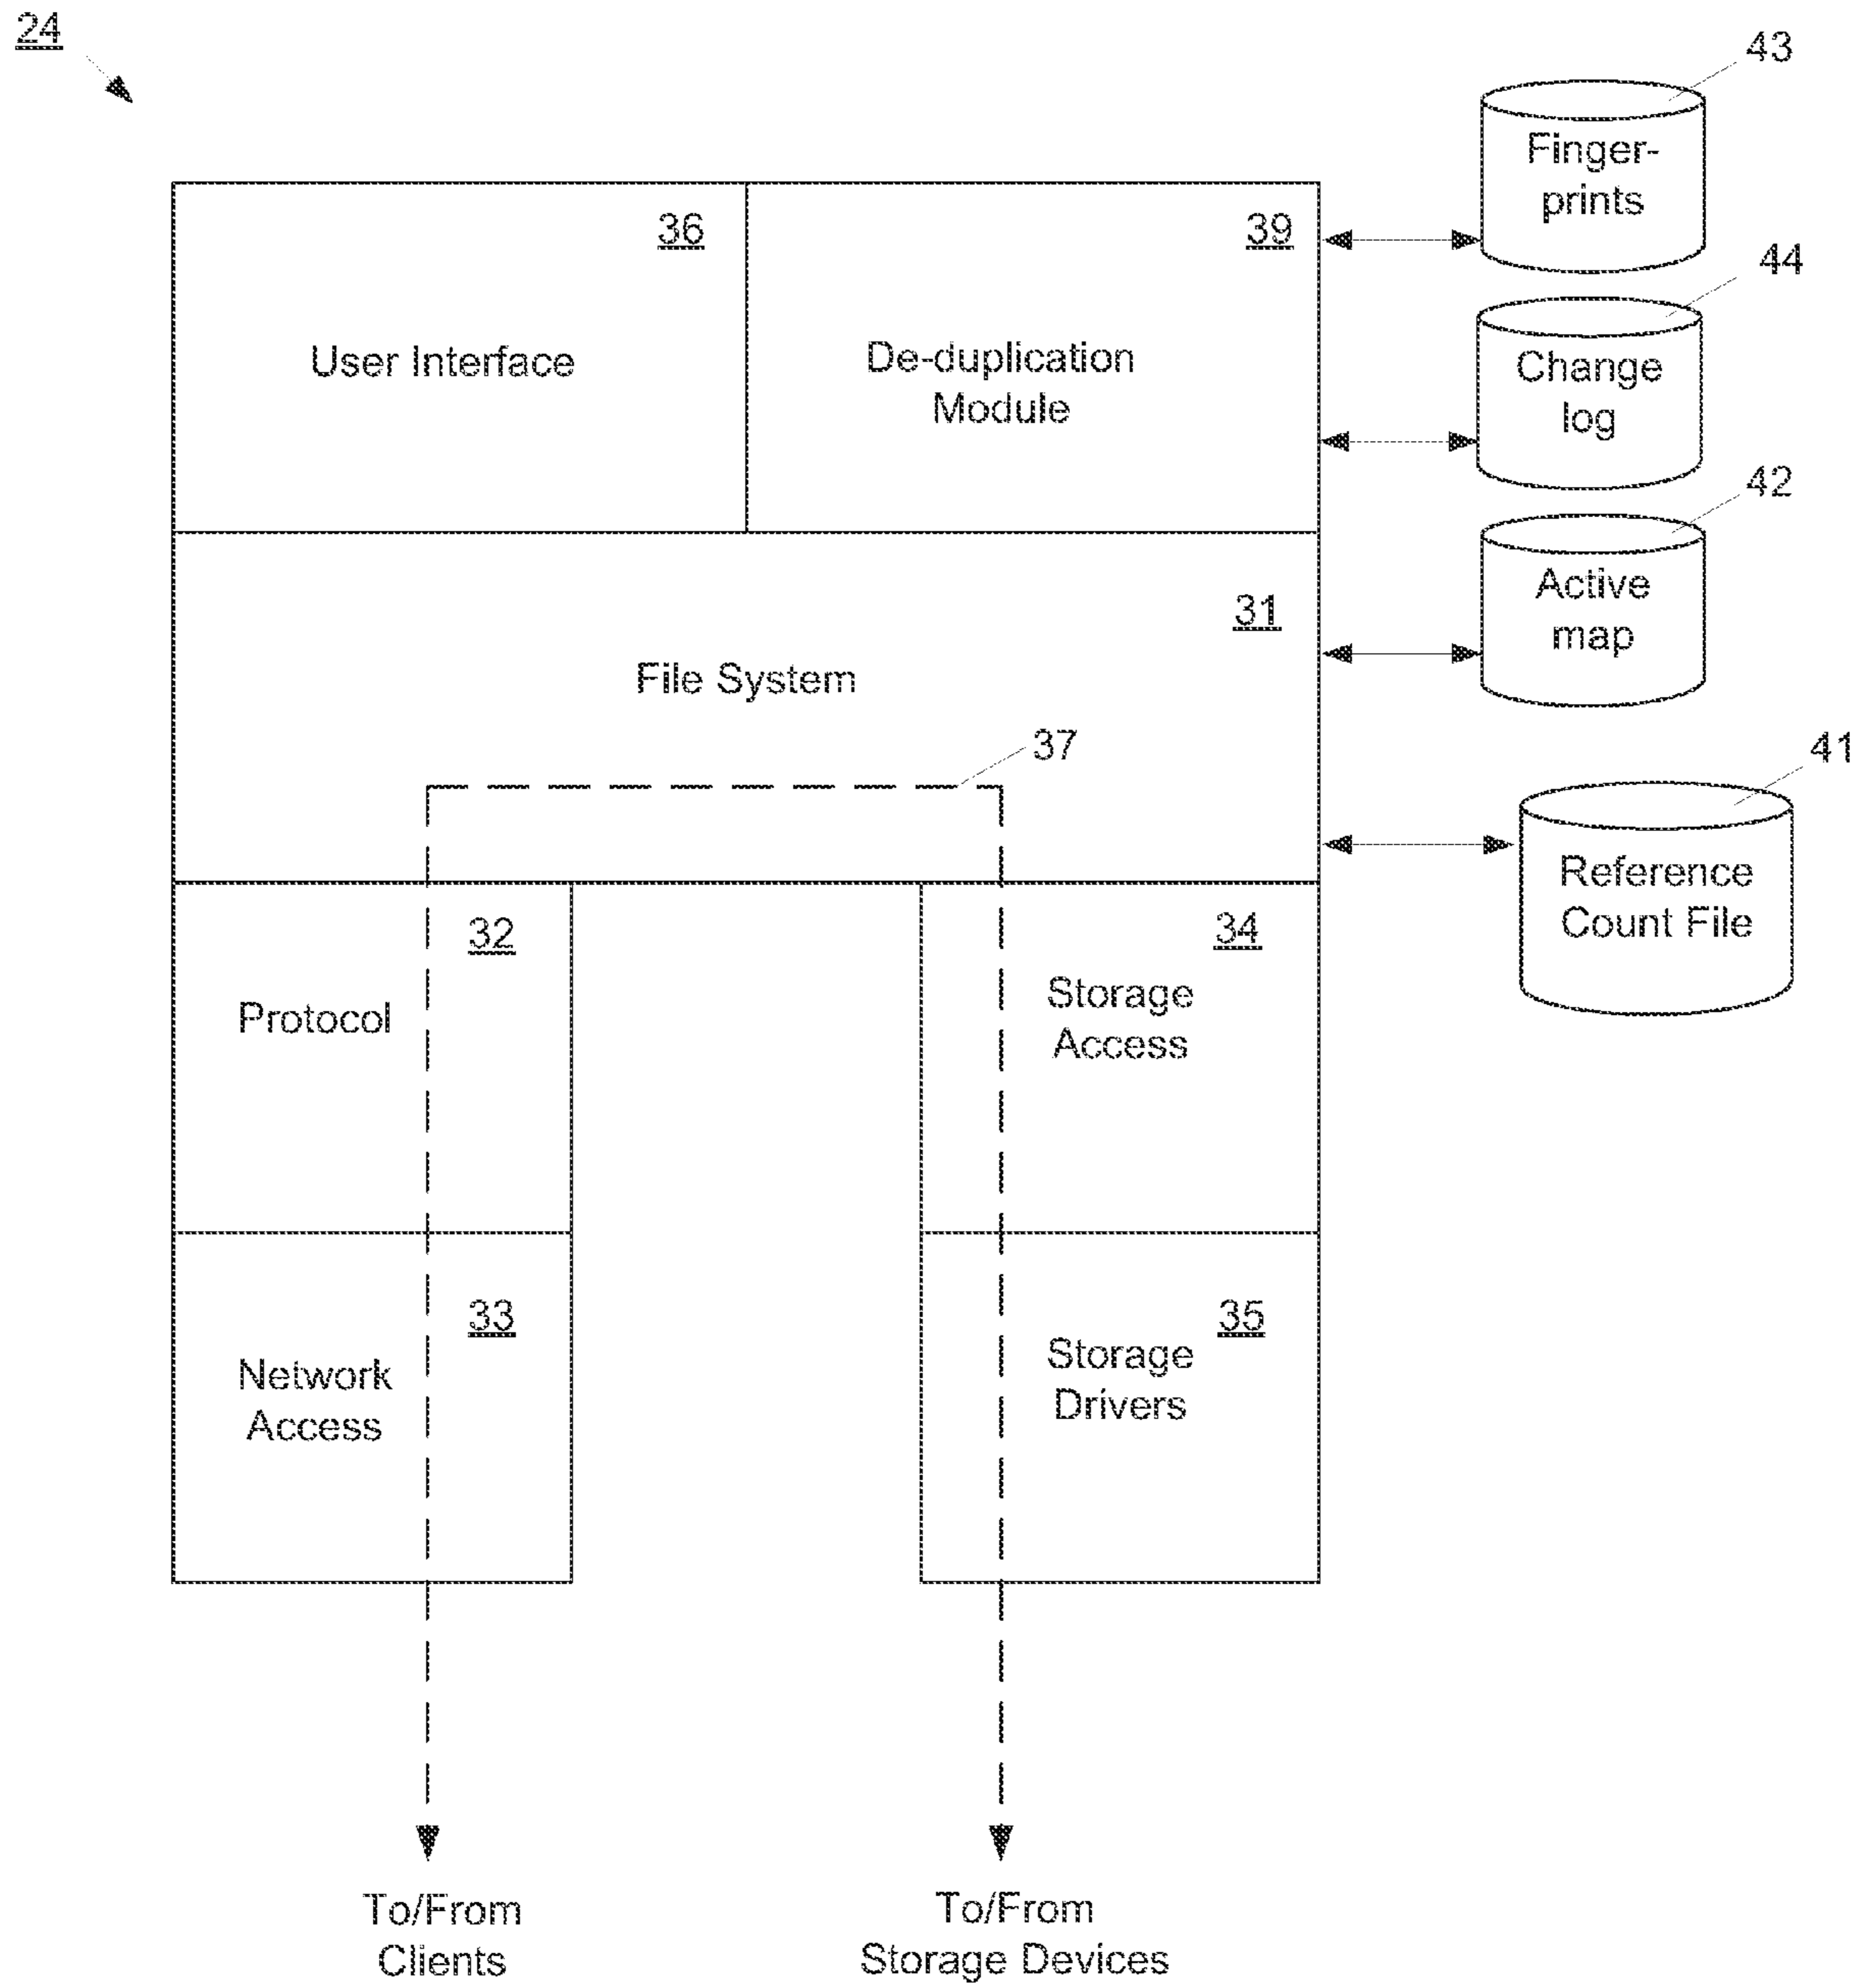 24
43
Finger-
prints
36
39
44
User Interface
De-duplication
Module
Change
log
42
Active
map
31
File System
37
41
Reference
Count File
32
34
Protocol
Storage
Access
33
35
Network
Access
Storage
Drivers
To/From
Clients
To/From
Storage Devices